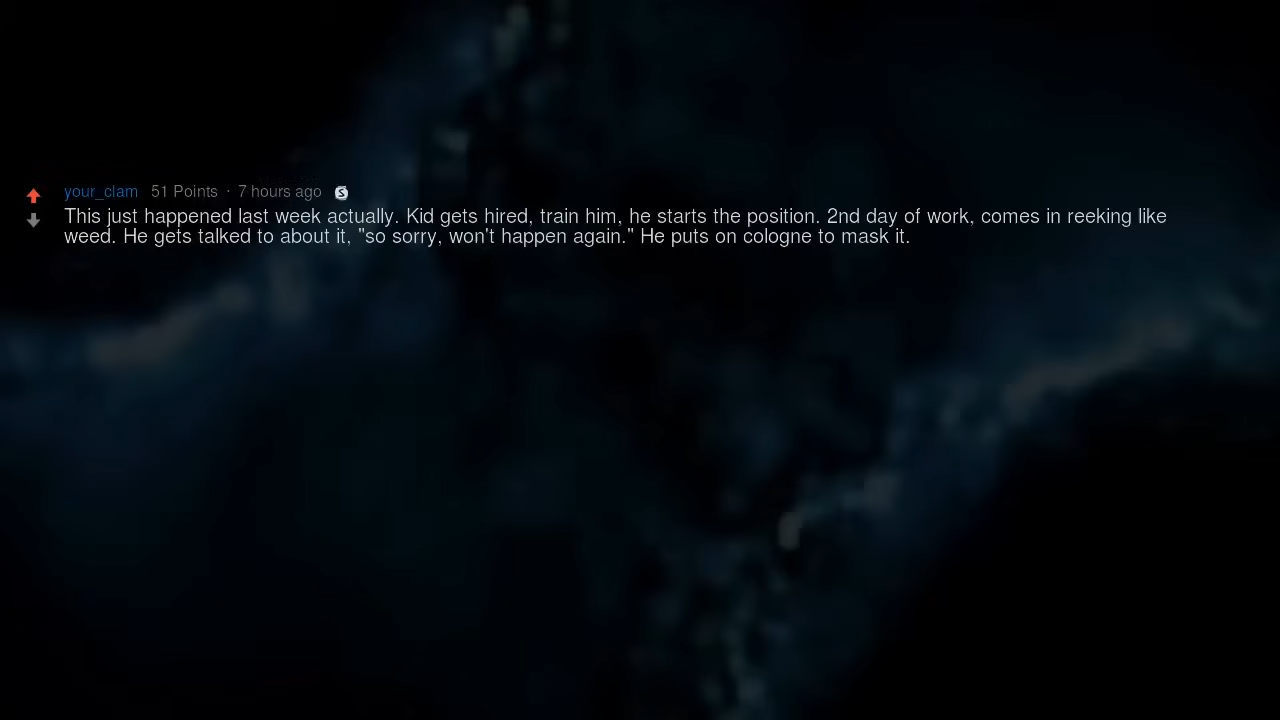 your_clam 51 Points · 7 hours ago
This just happened last week actually. Kid gets hired, train him, he starts the position. 2nd day of work, comes in reeking like
weed. He gets talked to about it, "so sorry, won't happen again." He puts on cologne to mask it.